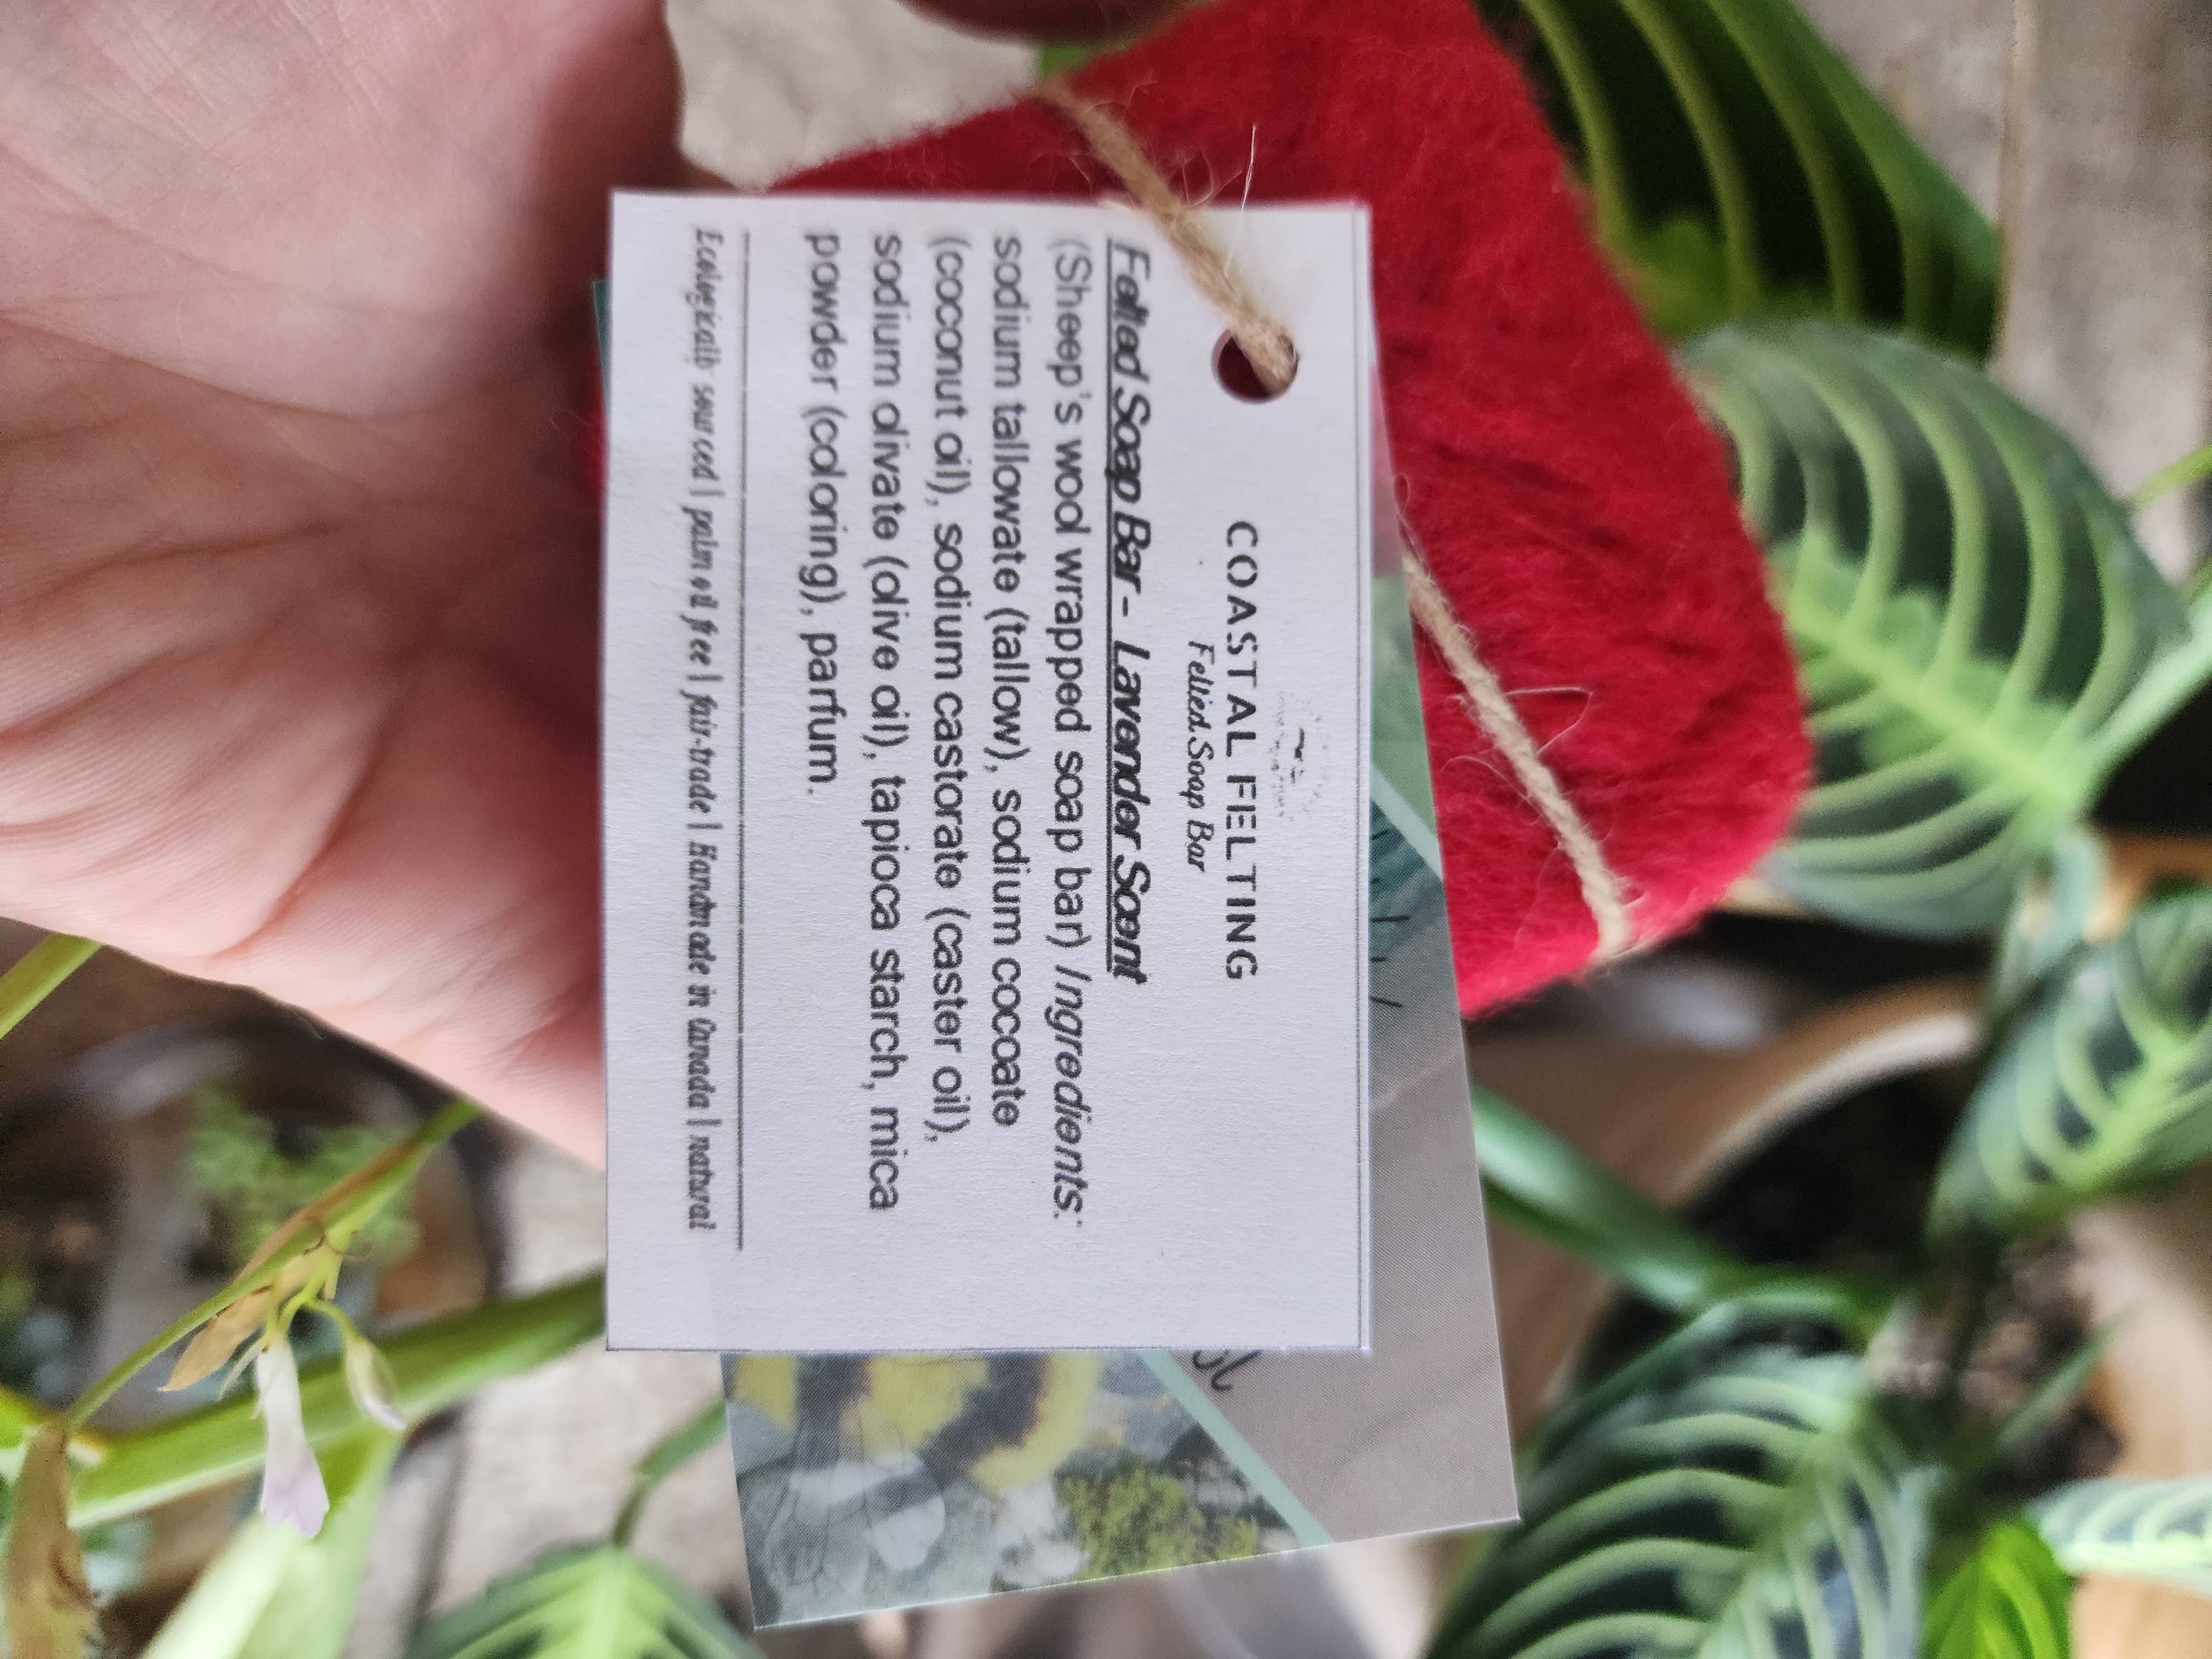 COASTAL FELTING
Felted Soap Bar
Felted Soap Bar - Lavender Scent
(Sheep's wool wrapped soap bar) Ingredients:
sodium tallowate (tallow), sodium cocoate
(coconut oil), sodium castorate (caster oil),
sodium olivate (olive oil), tapioca starch, mica
powder (coloring), parfum.
Ecologically sourced | palm oil free | fair-trade | Handmade in Canada | natural